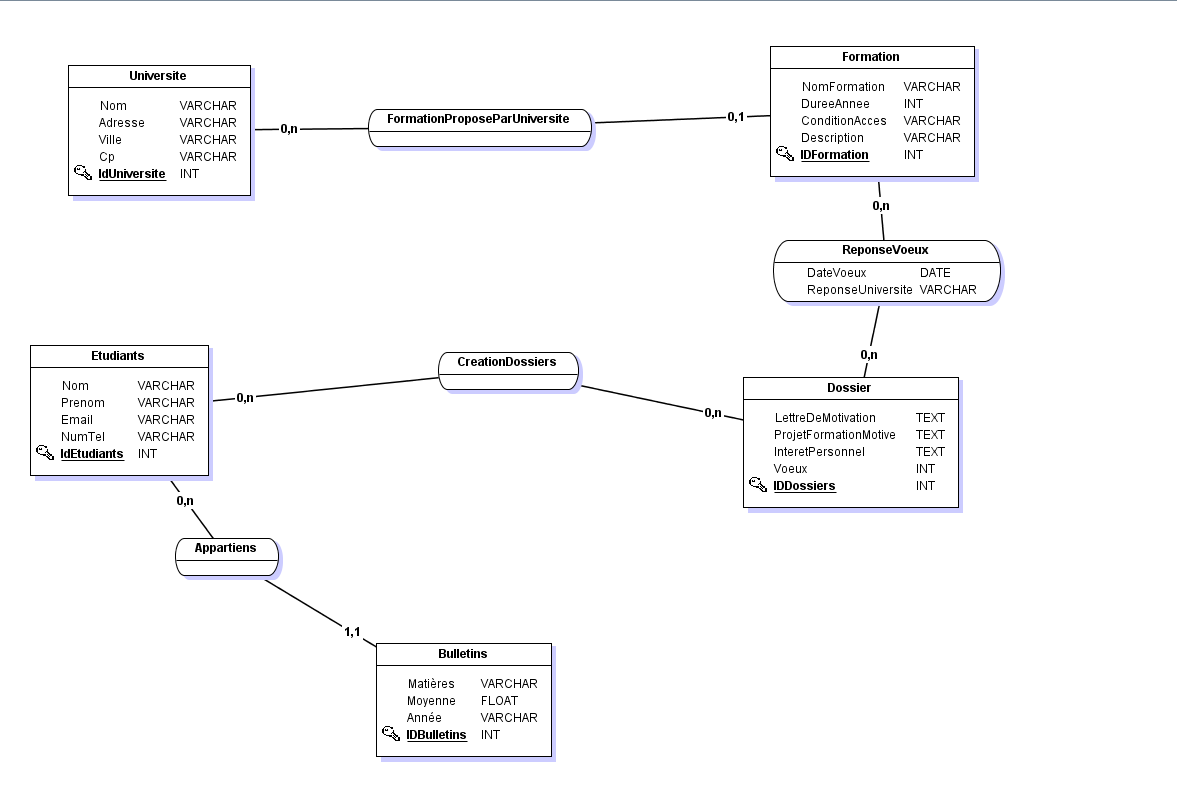 Universite
Nom VARCHAR
Adresse VARCHAR
Ville VARCHAR
Cp VARCHAR
IdUniversite INT
0,n
FormationProposeParUniversite
0,1
Formation
NomFormation VARCHAR
DureeAnnee INT
ConditionAcces VARCHAR
Description VARCHAR
IDFormation INT
0,n
ReponseVoeux
DateVoeux DATE
ReponseUniversite VARCHAR
0,n
Etudiants
Nom VARCHAR
Prenom VARCHAR
Email VARCHAR
NumTel VARCHAR
IdEtudiants INT
0,n
CreationDossiers
0,n
Dossier
LettreDeMotivation TEXT
ProjetFormationMotive TEXT
InteretPersonnel TEXT
Voeux INT
IDDossiers INT
0,n
Appartiens
1,1
Bulletins
Matières VARCHAR
Moyenne FLOAT
Année VARCHAR
IDBulletins INT